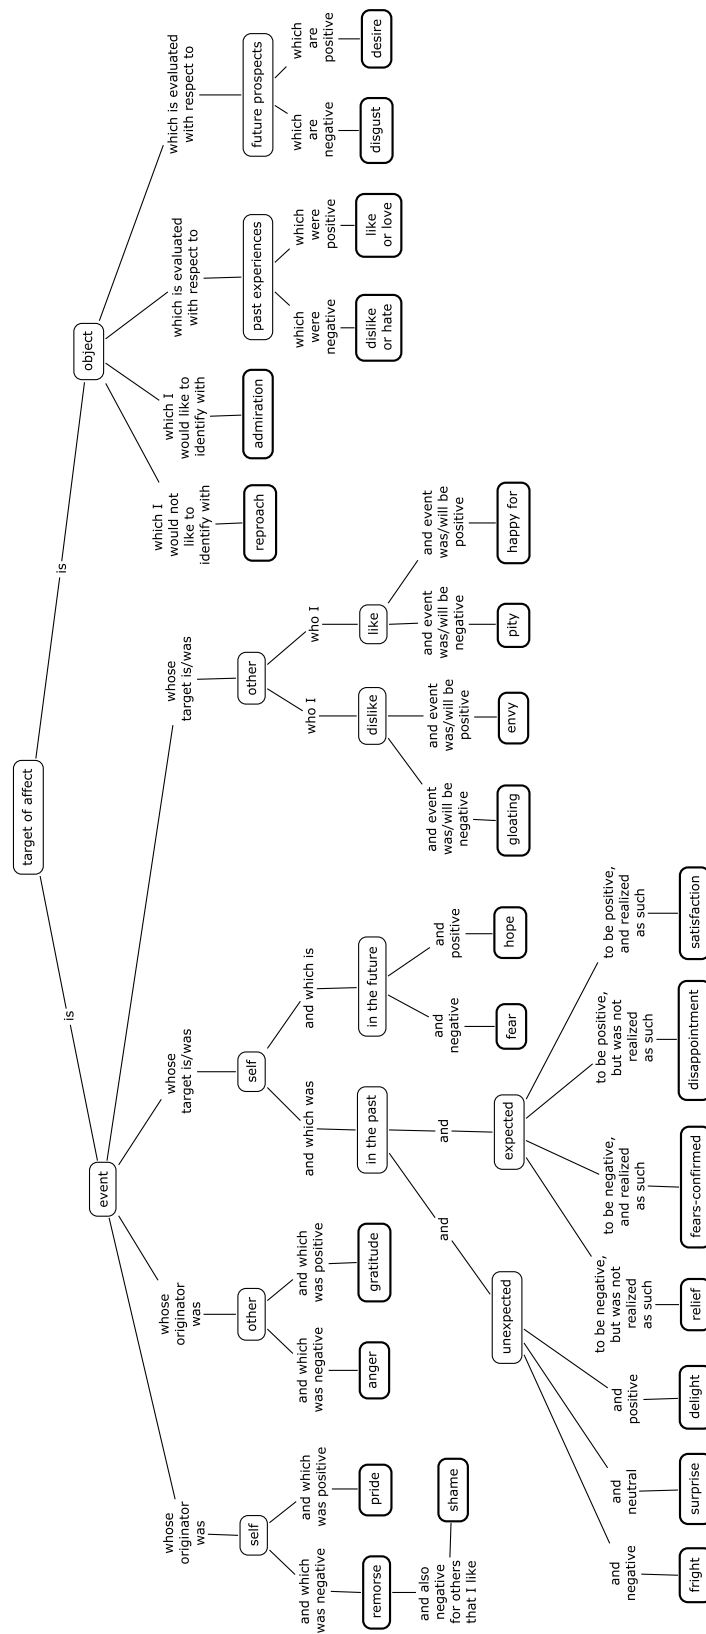 target of affect
is
is
event
object
whose
originator
was
whose
originator
was
whose
target is/was
whose
target is/was
which I
would not
like to
identify with
which I
would like to
identify with
which is evaluated
with respect to
which is evaluated
with respect to
self
other
self
other
reproach
admiration
past experiences
future prospects
and which
was negative
and which
was positive
and which
was negative
and which
was positive
and which was
and which is
who I
who I
which
were
negative
which
were
positive
which
are
negative
which
are
positive
remorse
pride
anger
gratitude
in the past
in the future
dislike
like
dislike
or hate
like
or love
disgust
desire
and also
negative
for others
that I like
shame
and
and
and
negative
and
positive
and event
was/will be
negative
and event
was/will be
positive
and event
was/will be
negative
and event
was/will be
positive
unexpected
expected
fear
hope
gloating
envy
pity
happy for
and
negative
and
neutral
and
positive
to be negative,
but was not
realized
as such
to be negative,
and realized
as such
to be positive,
but was not
realized
as such
to be positive,
and realized
as such
fright
surprise
delight
relief
fears-confirmed
disappointment
satisfaction